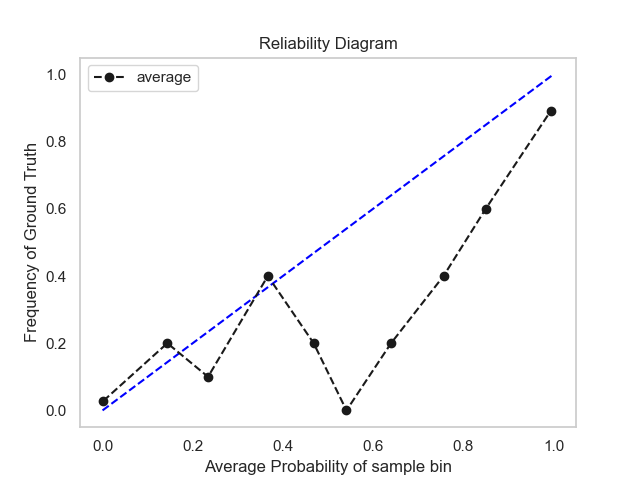 Reliability Diagram
average
1.0
0.8
0.6
0.4
0.2
0.0
Frequency of Ground Truth
0.0 0.2 0.4 0.6 0.8 1.0
Average Probability of sample bin